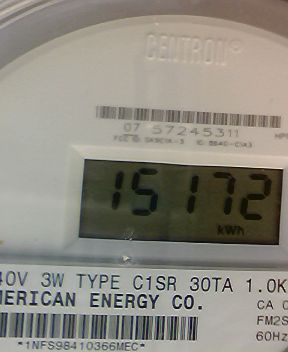 CENTRON®
07 57245311
15172
kWh
40V 3W TYPE C1SR 30TA 1.0K
MERICAN ENERGY CO.
CA
FM2S
60Hz
*1NFS98410366MEC*